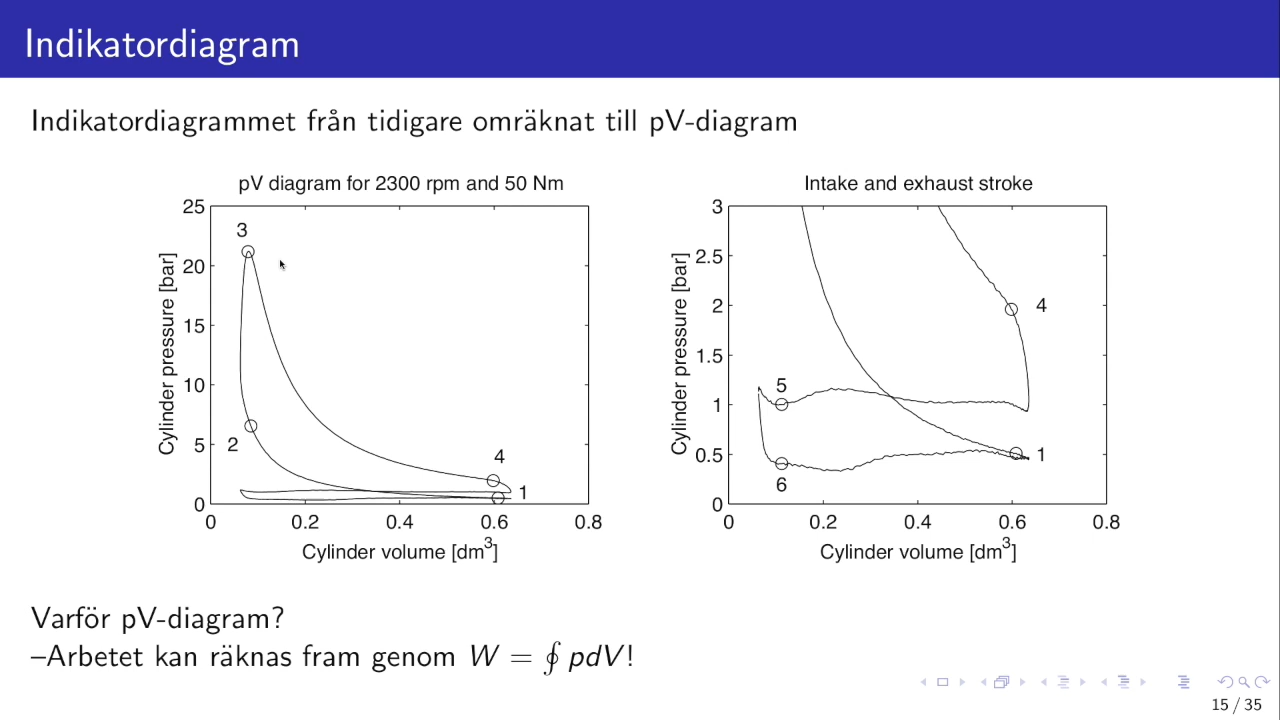 Indikatordiagram
Indikatordiagrammet från tidigare omräknat till pV-diagram
pV diagram for 2300 rpm and 50 Nm
Cylinder pressure [bar]
25
20
15
10
5
0
0 0.2 0.4 0.6 0.8
Cylinder volume [dm³]
3
2
4
1
Intake and exhaust stroke
Cylinder pressure [bar]
3
2.5
2
1.5
1
0.5
0
0 0.2 0.4 0.6 0.8
Cylinder volume [dm³]
4
5
1
6
Varför pV-diagram?
–Arbetet kan räknas fram genom W = ∮ pdV!
15 / 35